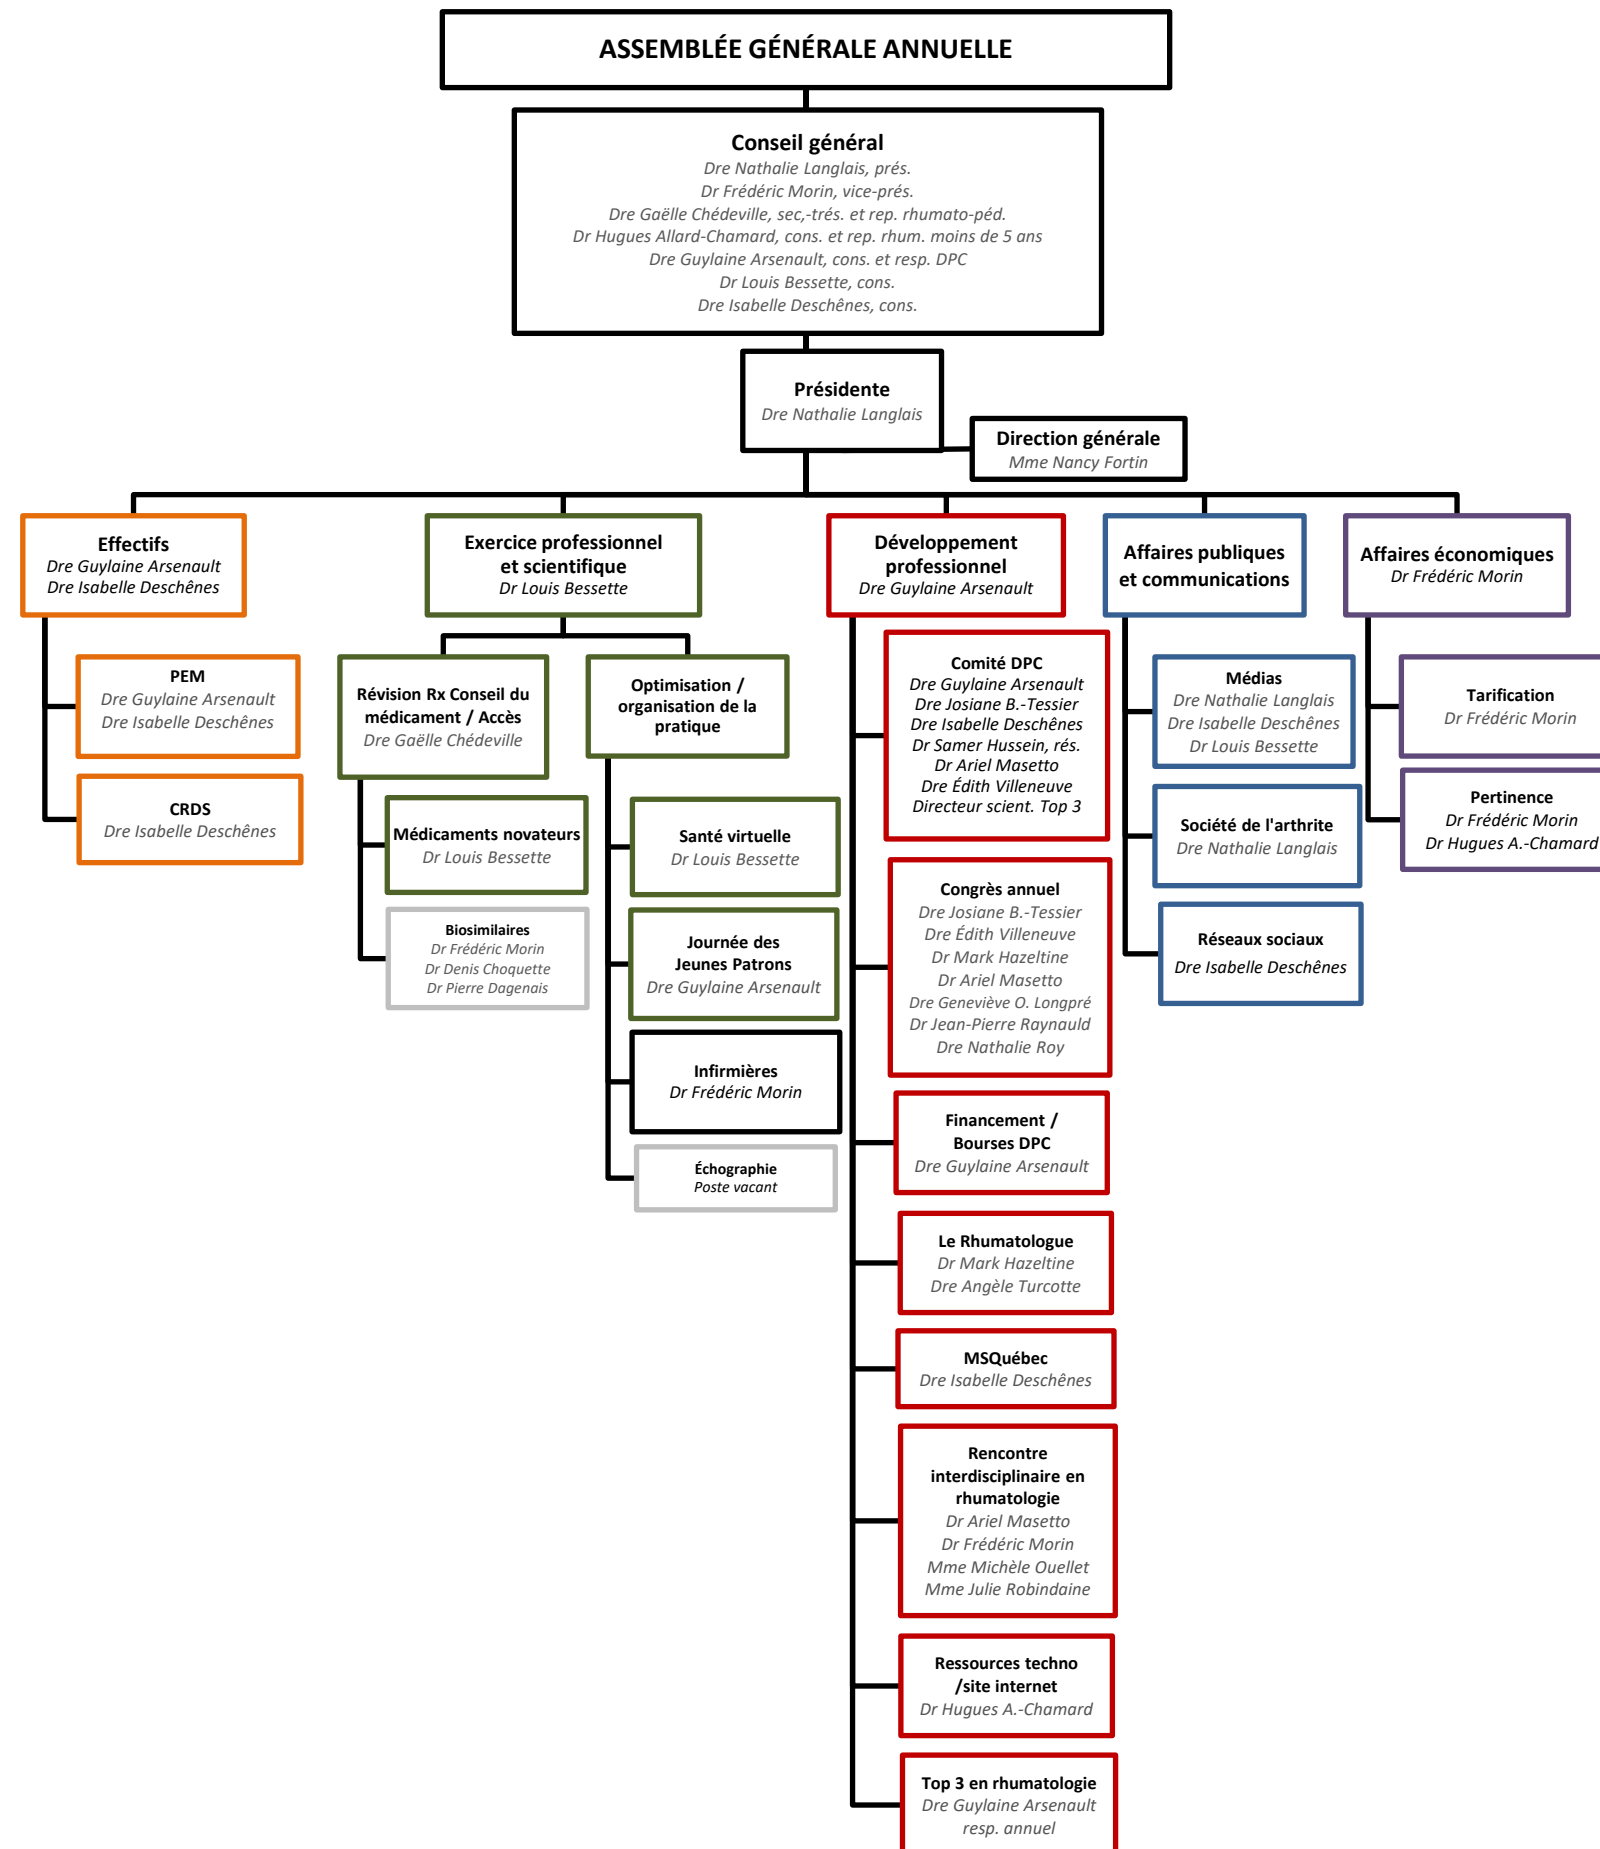 ASSEMBLÉE GÉNÉRALE ANNUELLE
Conseil général
Dre Nathalie Langlais, prés.
Dr Frédéric Morin, vice-prés.
Dre Gaëlle Chédeville, sec,-trés. et rep. rhumato-péd.
Dr Hugues Allard-Chamard, cons. et rep. rhum. moins de 5 ans
Dre Guylaine Arsenault, cons. et resp. DPC
Dr Louis Bessette, cons.
Dre Isabelle Deschênes, cons.
Présidente
Dre Nathalie Langlais
Direction générale
Mme Nancy Fortin
Effectifs
Dre Guylaine Arsenault
Dre Isabelle Deschênes
PEM
Dre Guylaine Arsenault
Dre Isabelle Deschênes
CRDS
Dre Isabelle Deschênes
Exercice professionnel
et scientifique
Dr Louis Bessette
Révision Rx Conseil du
médicament / Accès
Dre Gaëlle Chédeville
Médicaments novateurs
Dr Louis Bessette
Biosimilaires
Dr Frédéric Morin
Dr Denis Choquette
Dr Pierre Dagenais
Optimisation /
organisation de la
pratique
Santé virtuelle
Dr Louis Bessette
Journée des
Jeunes Patrons
Dre Guylaine Arsenault
Infirmières
Dr Frédéric Morin
Échographie
Poste vacant
Développement
professionnel
Dre Guylaine Arsenault
Comité DPC
Dre Guylaine Arsenault
Dre Josiane B.-Tessier
Dre Isabelle Deschênes
Dr Samer Hussein, rés.
Dr Ariel Masetto
Dre Édith Villeneuve
Directeur scient. Top 3
Congrès annuel
Dre Josiane B.-Tessier
Dre Édith Villeneuve
Dr Mark Hazeltine
Dr Ariel Masetto
Dre Geneviève O. Longpré
Dr Jean-Pierre Raynauld
Dre Nathalie Roy
Financement /
Bourses DPC
Dre Guylaine Arsenault
Le Rhumatologue
Dr Mark Hazeltine
Dre Angèle Turcotte
MSQuébec
Dre Isabelle Deschênes
Rencontre
interdisciplinaire en
rhumatologie
Dr Ariel Masetto
Dr Frédéric Morin
Mme Michèle Ouellet
Mme Julie Robindaine
Ressources techno
/site internet
Dr Hugues A.-Chamard
Top 3 en rhumatologie
Dre Guylaine Arsenault
resp. annuel
Affaires publiques
et communications
Médias
Dre Nathalie Langlais
Dre Isabelle Deschênes
Dr Louis Bessette
Société de l'arthrite
Dre Nathalie Langlais
Réseaux sociaux
Dre Isabelle Deschênes
Affaires économiques
Dr Frédéric Morin
Tarification
Dr Frédéric Morin
Pertinence
Dr Frédéric Morin
Dr Hugues A.-Chamard